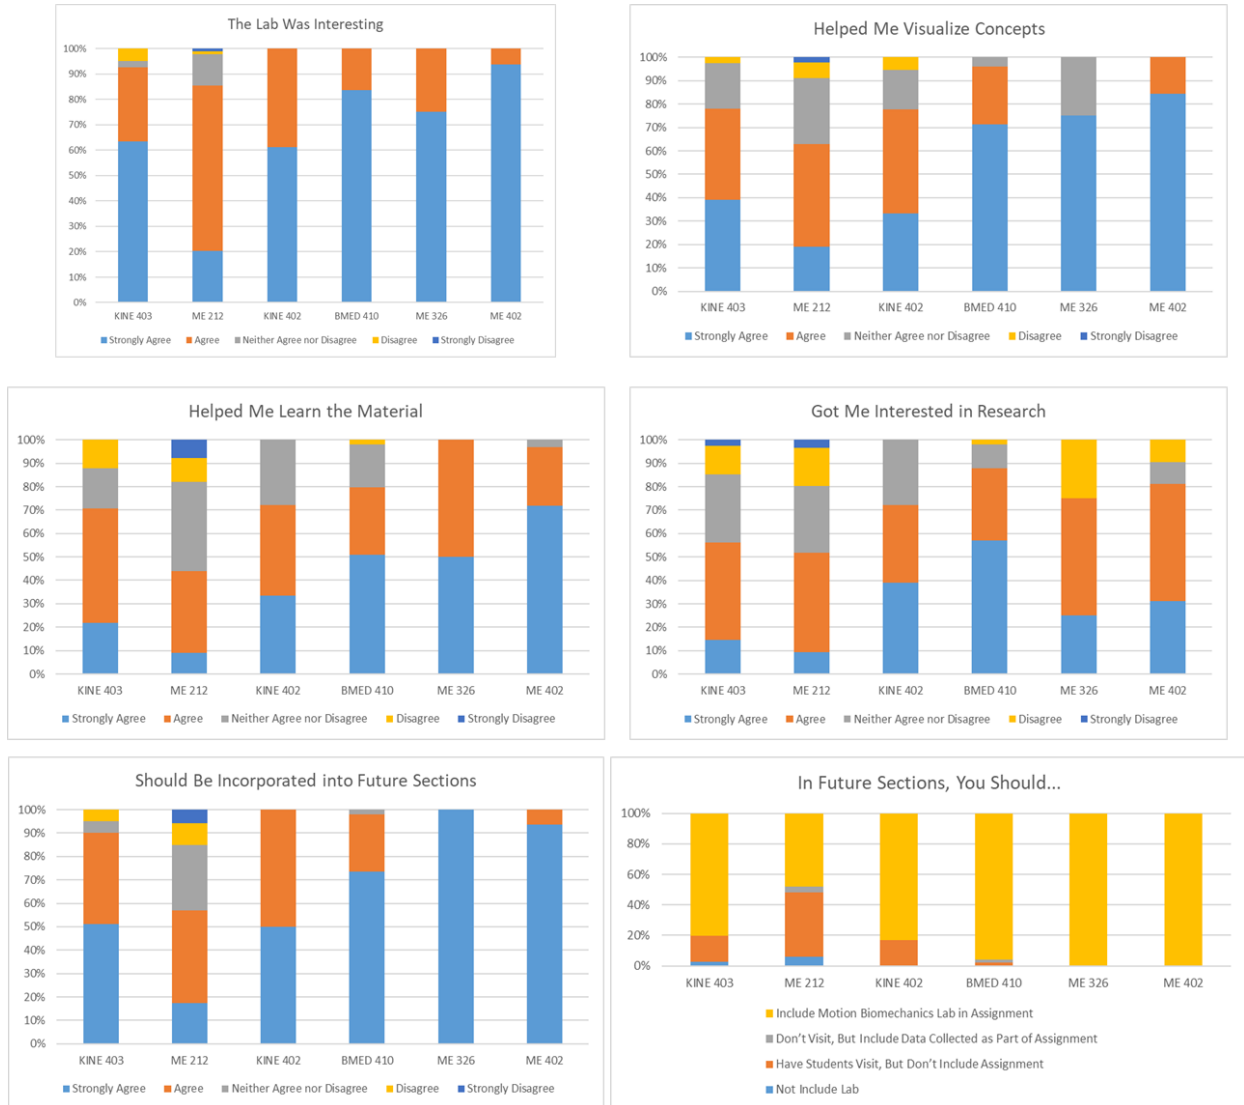 The Lab Was Interesting
100%
90%
80%
70%
60%
50%
40%
30%
20%
10%
0%
KINE 403 ME 212 KINE 402 BMED 410 ME 326 ME 402
Strongly Agree Agree Neither Agree nor Disagree Disagree Strongly Disagree
Helped Me Visualize Concepts
100%
90%
80%
70%
60%
50%
40%
30%
20%
10%
0%
KINE 403 ME 212 KINE 402 BMED 410 ME 326 ME 402
Strongly Agree Agree Neither Agree nor Disagree Disagree Strongly Disagree
Helped Me Learn the Material
100%
90%
80%
70%
60%
50%
40%
30%
20%
10%
0%
KINE 403 ME 212 KINE 402 BMED 410 ME 326 ME 402
Strongly Agree Agree Neither Agree nor Disagree Disagree Strongly Disagree
Got Me Interested in Research
100%
90%
80%
70%
60%
50%
40%
30%
20%
10%
0%
KINE 403 ME 212 KINE 402 BMED 410 ME 326 ME 402
Strongly Agree Agree Neither Agree nor Disagree Disagree Strongly Disagree
Should Be Incorporated into Future Sections
100%
90%
80%
70%
60%
50%
40%
30%
20%
10%
0%
KINE 403 ME 212 KINE 402 BMED 410 ME 326 ME 402
Strongly Agree Agree Neither Agree nor Disagree Disagree Strongly Disagree
In Future Sections, You Should...
100%
80%
60%
40%
20%
0%
KINE 403 ME 212 KINE 402 BMED 410 ME 326 ME 402
Include Motion Biomechanics Lab in Assignment
Don't Visit, But Include Data Collected as Part of Assignment
Have Students Visit, But Don't Include Assignment
Not Include Lab